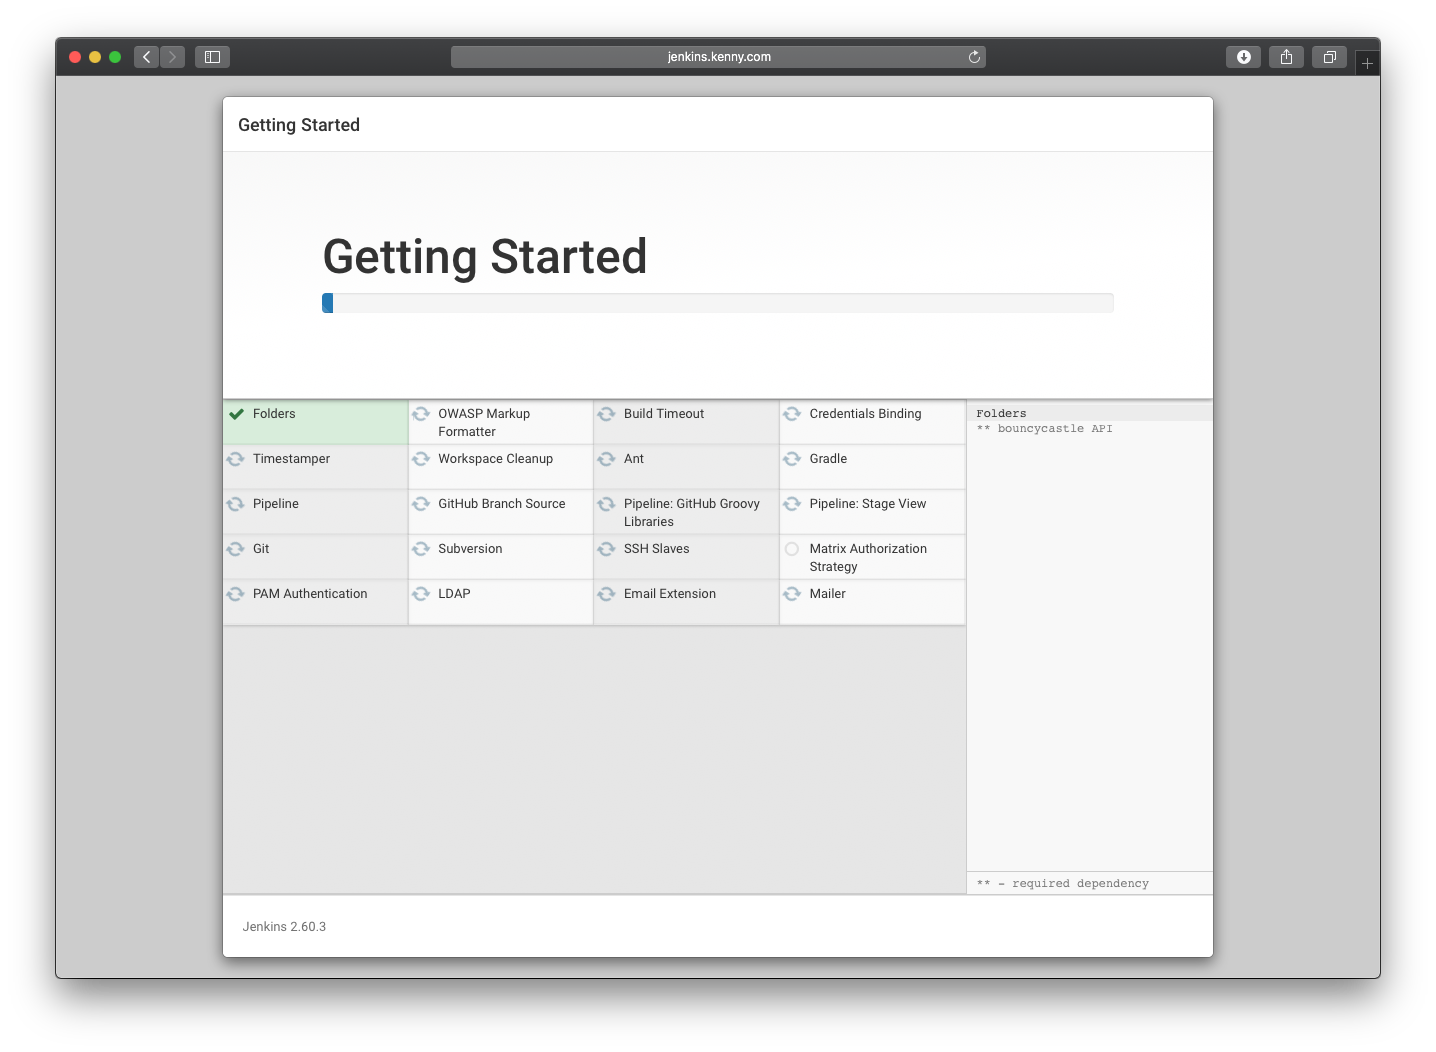 jenkins.kenny.com
Getting Started
Getting Started
Folders
OWASP Markup
Formatter
Build Timeout
Credentials Binding
Timestamper
Workspace Cleanup
Ant
Gradle
Pipeline
GitHub Branch Source
Pipeline: GitHub Groovy
Libraries
Pipeline: Stage View
Git
Subversion
SSH Slaves
Matrix Authorization
Strategy
PAM Authentication
LDAP
Email Extension
Mailer
Folders
** bouncycastle API
** - required dependency
Jenkins 2.60.3